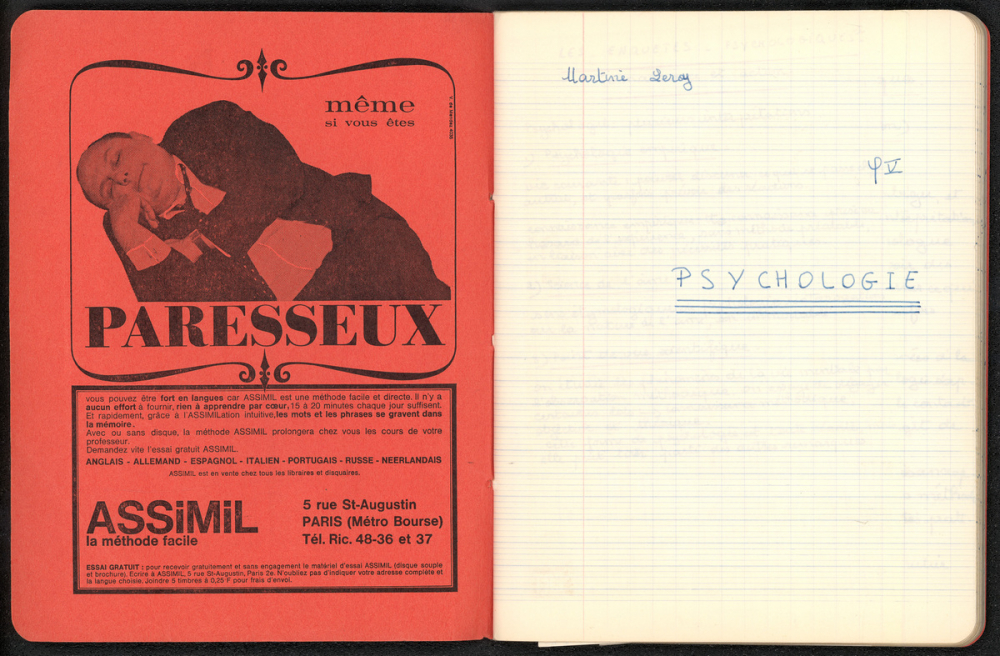 même
si vous êtes
PARESSEUX
vous pouvez être fort en langues car ASSiMiL est une méthode facile et directe. Il n'y a
aucun effort à fournir, rien à apprendre par cœur, 15 à 20 minutes chaque jour suffisent.
Et rapidement, grâce à l'ASSIMILation intuitive, les mots et les phrases se gravent dans
la mémoire.
Avec ou sans disque, la méthode ASSiMiL prolongera chez vous les cours de votre
professeur.
Demandez vite l'essai gratuit ASSIMIL.
ANGLAIS - ALLEMAND - ESPAGNOL - ITALIEN - PORTUGAIS - RUSSE - NEERLANDAIS
ASSIMIL est en vente chez tous les libraires et disquaires.
ASSiMiL
la méthode facile
5 rue St-Augustin
PARIS (Métro Bourse)
Tél. Ric. 48-36 et 37
ESSAI GRATUIT : pour recevoir gratuitement et sans engagement le matériel d'essai ASSIMIL (disque souple
et brochure). Ecrire à ASSIMIL, 5 rue St-Augustin, Paris 2e. N'oubliez pas d'indiquer votre adresse complète et
la langue choisie. Joindre 5 timbres à 0,25 F pour frais d'envoi.
Martine Leroy
φ V
PSYCHOLOGIE